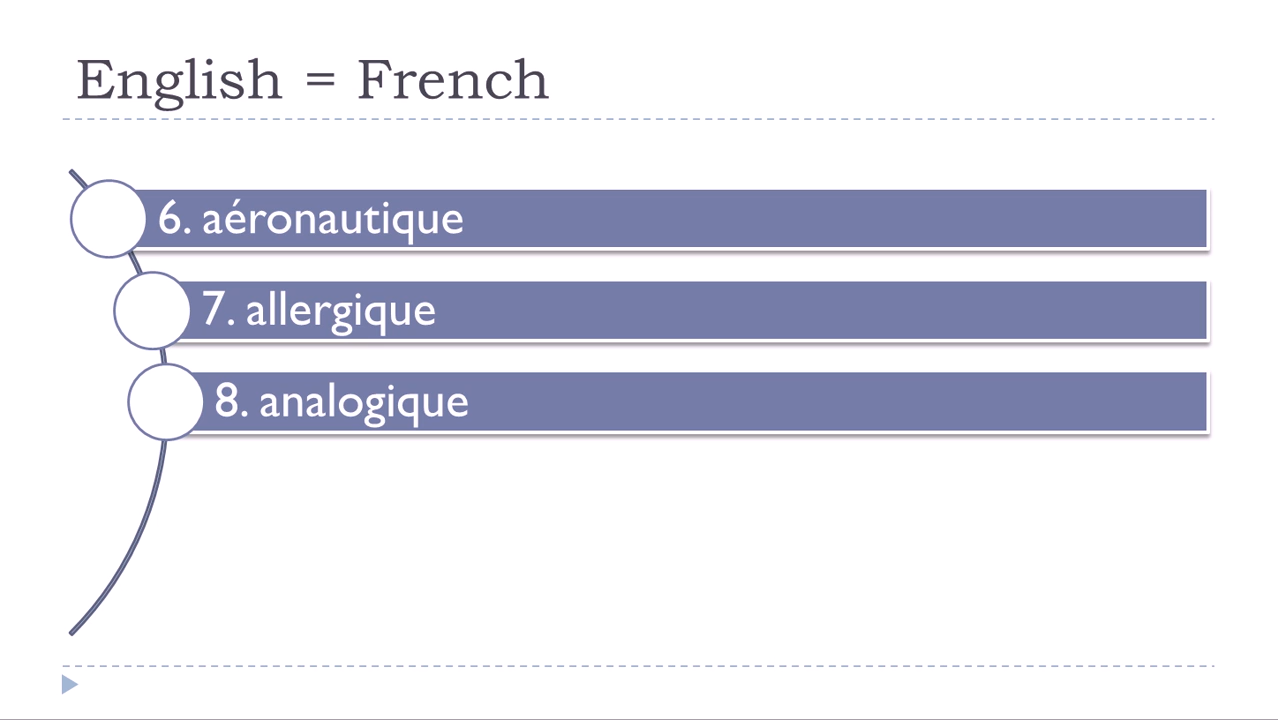 English = French
6. aéronautique
7. allergique
8. analogique